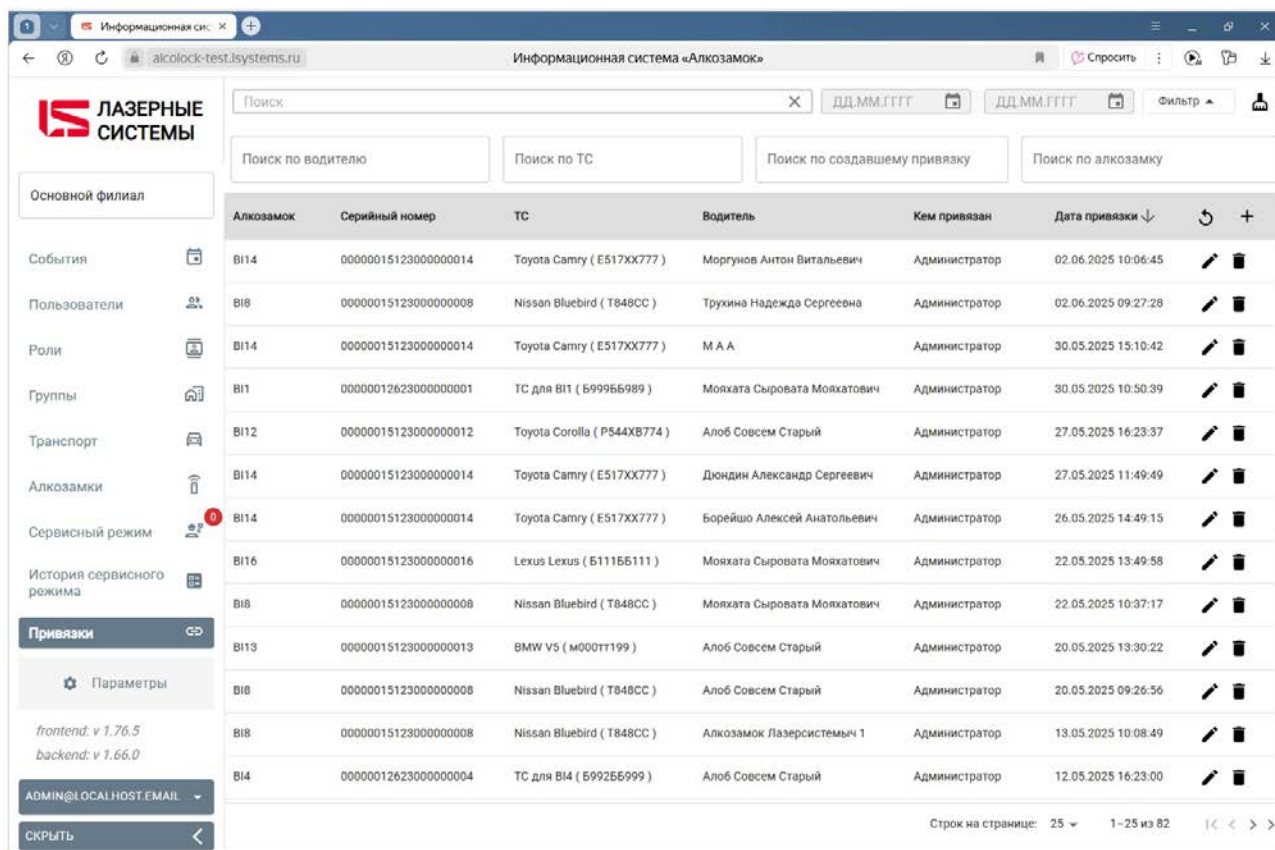 1 Информационная сис
alcolock-test.lsystems.ru Информационная система «Алкозамок» Спросить
ЛАЗЕРНЫЕ СИСТЕМЫ
Поиск ДД.ММ.ГГГГ ДД.ММ.ГГГГ Фильтр
Поиск по водителю Поиск по ТС Поиск по создавшему привязку Поиск по алкозамку
Основной филиал
События
Пользователи
Роли
Группы
Транспорт
Алкозамки
Сервисный режим 0
История сервисного
режима
Привязки
Параметры
frontend: v 1.76.5
backend: v 1.66.0
ADMIN@LOCALHOST.EMAIL
СКРЫТЬ
Алкозамок Серийный номер ТС Водитель Кем привязан Дата привязки
BI14 00000015123000000014 Toyota Camry ( Е517ХХ777 ) Моргунов Антон Витальевич Администратор 02.06.2025 10:06:45
BI8 00000015123000000008 Nissan Bluebird ( Т848СС ) Трухина Надежда Сергеевна Администратор 02.06.2025 09:27:28
BI14 00000015123000000014 Toyota Camry ( Е517ХХ777 ) М А А Администратор 30.05.2025 15:10:42
BI1 00000012623000000001 ТС для BI1 ( Б999ББ989 ) Мояхата Сыровата Мояхатович Администратор 30.05.2025 10:50:39
BI12 00000015123000000012 Toyota Corolla ( Р544ХВ774 ) Алоб Совсем Старый Администратор 27.05.2025 16:23:37
BI14 00000015123000000014 Toyota Camry ( Е517ХХ777 ) Дюндин Александр Сергеевич Администратор 27.05.2025 11:49:49
BI14 00000015123000000014 Toyota Camry ( Е517ХХ777 ) Борейшо Алексей Анатольевич Администратор 26.05.2025 14:49:15
BI16 00000015123000000016 Lexus Lexus ( Б111ББ111 ) Мояхата Сыровата Мояхатович Администратор 22.05.2025 13:49:58
BI8 00000015123000000008 Nissan Bluebird ( Т848СС ) Мояхата Сыровата Мояхатович Администратор 22.05.2025 10:37:17
BI13 00000015123000000013 BMW V5 ( м000тт199 ) Алоб Совсем Старый Администратор 20.05.2025 13:30:22
BI8 00000015123000000008 Nissan Bluebird ( Т848СС ) Алоб Совсем Старый Администратор 20.05.2025 09:26:56
BI8 00000015123000000008 Nissan Bluebird ( Т848СС ) Алкозамок Лазерсистемыч 1 Администратор 13.05.2025 10:08:49
BI4 00000012623000000004 ТС для BI4 ( Б992ББ999 ) Алоб Совсем Старый Администратор 12.05.2025 16:23:00
Строк на странице: 25 1–25 из 82